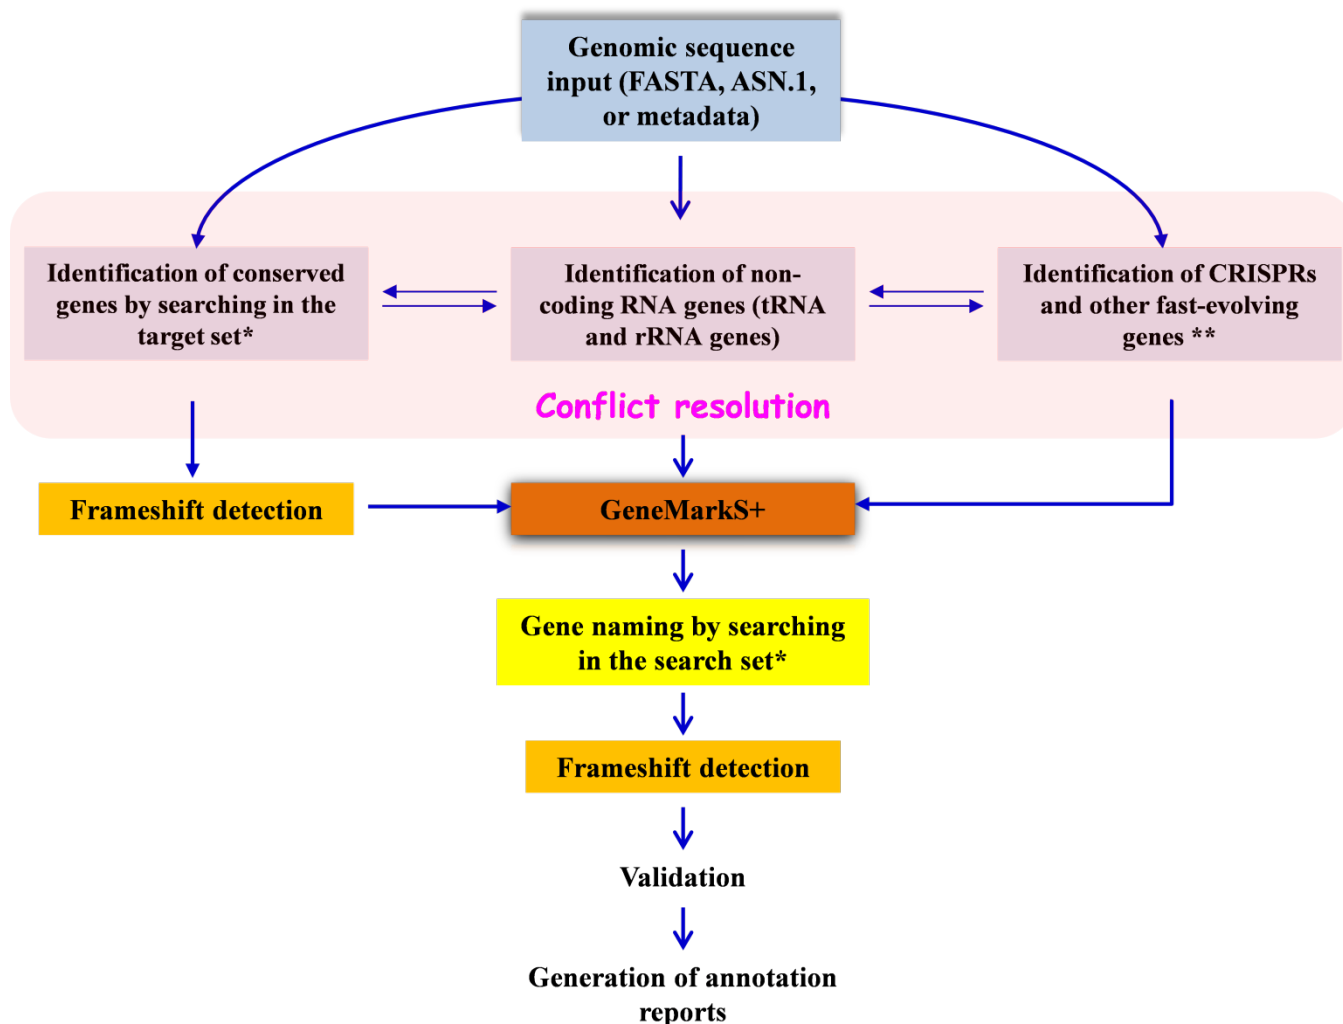 Genomic sequence
input (FASTA, ASN.1,
or metadata)
Identification of conserved
genes by searching in the
target set*
Identification of non-
coding RNA genes (tRNA
and rRNA genes)
Identification of CRISPRs
and other fast-evolving
genes **
Conflict resolution
Frameshift detection
GeneMarkS+
Gene naming by searching
in the search set*
Frameshift detection
Validation
Generation of annotation
reports